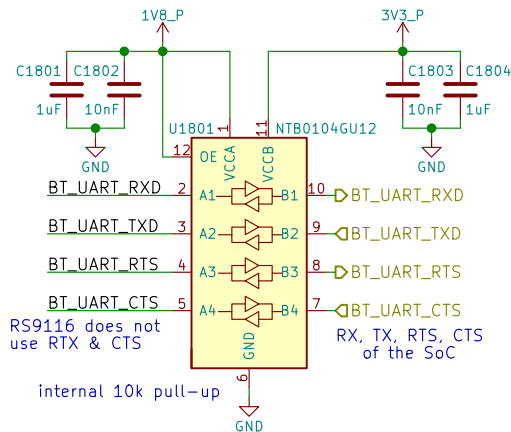 1V8_P 3V3_P
C1801 C1802 C1803 C1804
1uF 10nF 10nF 1uF
GND GND
U1801 NTB0104GU12
1 11
12 OE VCCA VCCB
BT_UART_RXD 2 A1 B1 10 BT_UART_RXD
BT_UART_TXD 3 A2 B2 9 BT_UART_TXD
BT_UART_RTS 4 A3 B3 8 BT_UART_RTS
BT_UART_CTS 5 A4 B4 7 BT_UART_CTS
RS9116 does not
use RTX & CTS
RX, TX, RTS, CTS
of the SoC
GND
6
internal 10k pull-up
GND